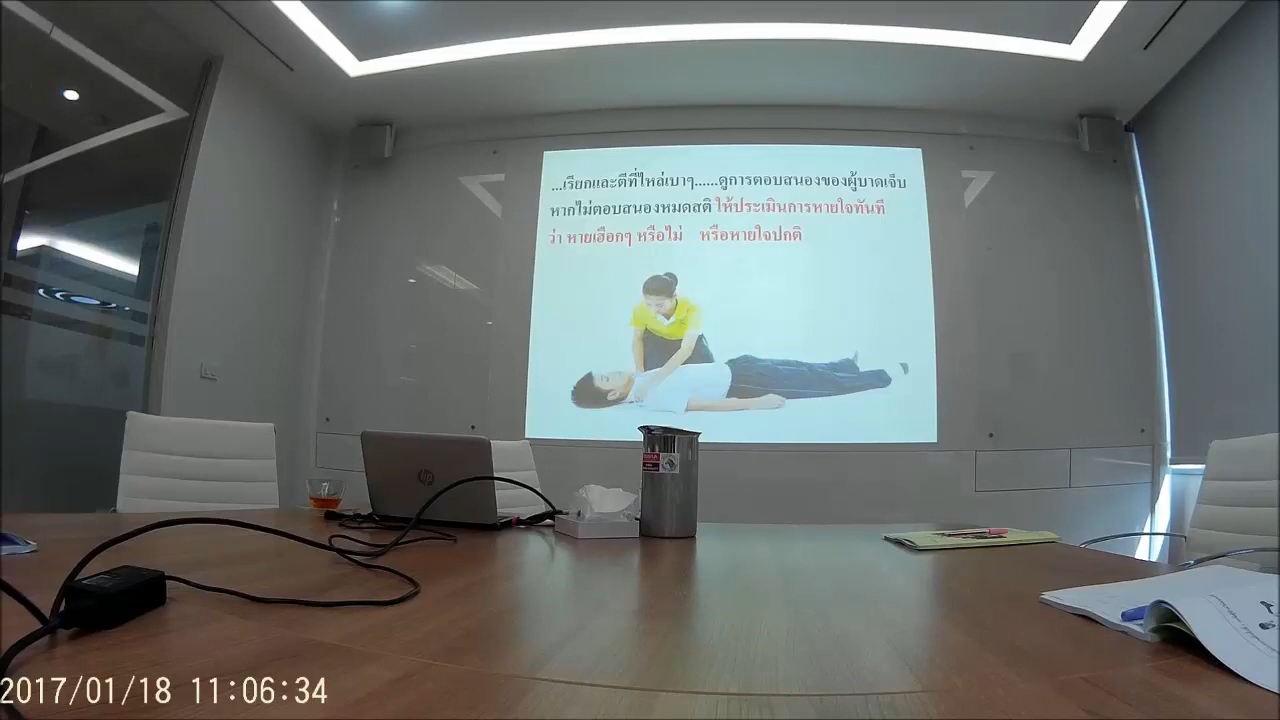 ...เรียกและตีที่ไหล่เบาๆ......ดูการตอบสนองของผู้บาดเจ็บ
หากไม่ตอบสนองหมดสติ ให้ประเมินการหายใจทันที
ว่า หายเฮือกๆ หรือไม่ หรือหายใจปกติ
hp
2017/01/18 11:06:34